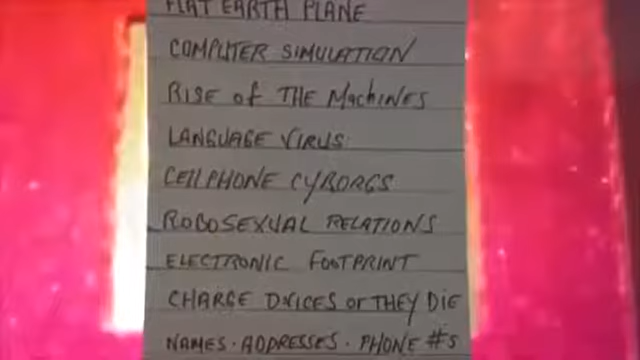 FLAT EARTH PLANE
COMPUTER SIMULATION
RISE of THE MachiNES
LANGUAGE VIRUS
CELLPHONE CYBORGS
ROBOSEXUAL RELATIONS
ELECTRONIC FOOTPRINT
CHARGE DVICES or THEY DIE
NAMES · ADDRESSES · PHONE #S